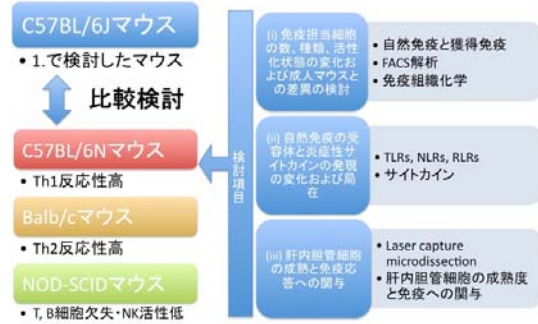 C57BL/6Jマウス
• 1.で検討したマウス
比較検討
C57BL/6Nマウス
• Th1反応性高
Balb/cマウス
• Th2反応性高
NOD-SCIDマウス
• T, B細胞欠失・NK活性低
検討項目
(i) 免疫担当細胞
の数、種類、活性
化状態の変化およ
び成人マウスと
の差異の検討
• 自然免疫と獲得免疫
• FACS解析
• 免疫組織化学
(ii) 自然免疫の受
容体と炎症性サ
イトカインの発現
の変化および局
在
• TLRs, NLRs, RLRs
• サイトカイン
(iii) 肝内胆管細胞
の成熟と免疫応
答への関与
• Laser capture
microdissection
• 肝内胆管細胞の成熟度
と免疫への関与